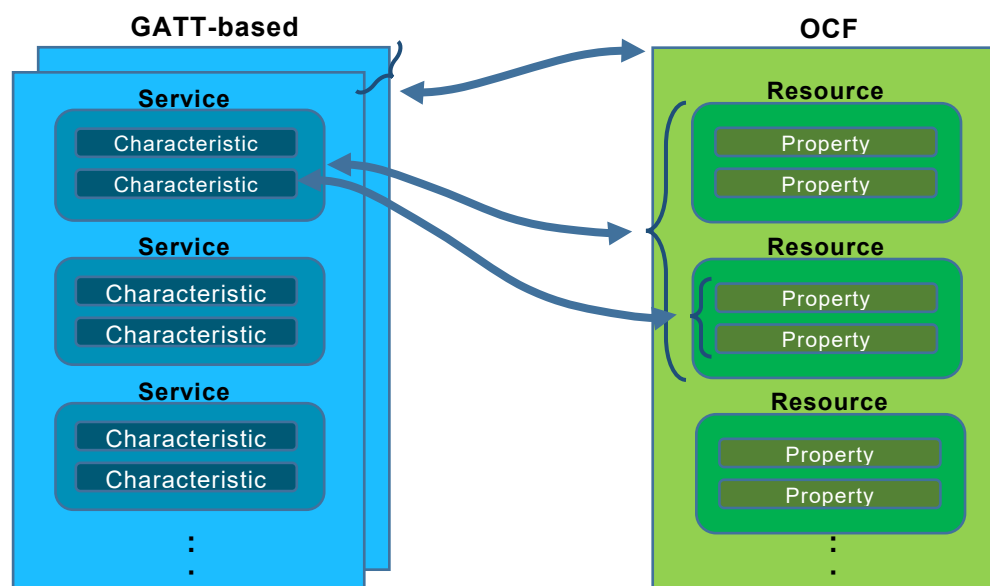 GATT-based
Service
Characteristic
Characteristic
Service
Characteristic
Characteristic
Service
Characteristic
Characteristic
:
.
OCF
Resource
Property
Property
Resource
Property
Property
Resource
Property
Property
:
.